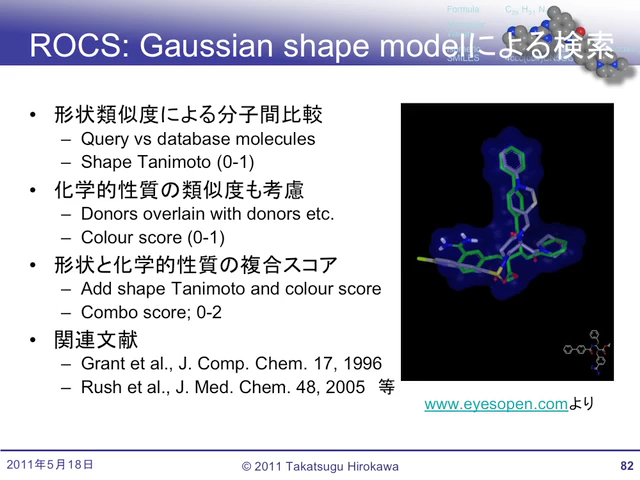 Formula
ROCS: Gaussian shape modelによる検索
SMILES
• 形状類似度による分子間比較
– Query vs database molecules
– Shape Tanimoto (0-1)
• 化学的性質の類似度も考慮
– Donors overlain with donors etc.
– Colour score (0-1)
• 形状と化学的性質の複合スコア
– Add shape Tanimoto and colour score
– Combo score; 0-2
• 関連文献
– Grant et al., J. Comp. Chem. 17, 1996
– Rush et al., J. Med. Chem. 48, 2005 等
www.eyesopen.comより
2011年5月18日
© 2011 Takatsugu Hirokawa
82